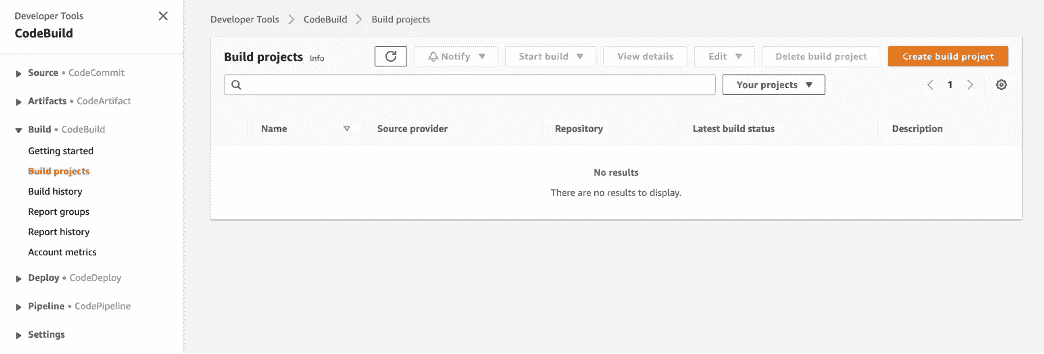 Developer Tools
CodeBuild
Source • CodeCommit
Artifacts • CodeArtifact
Build • CodeBuild
Getting started
Build projects
Build history
Report groups
Report history
Account metrics
Deploy • CodeDeploy
Pipeline • CodePipeline
Settings
Developer Tools > CodeBuild > Build projects
Build projects Info Notify Start build View details Edit Delete build project Create build project
Your projects 1
Name Source provider Repository Latest build status Description
No results
There are no results to display.